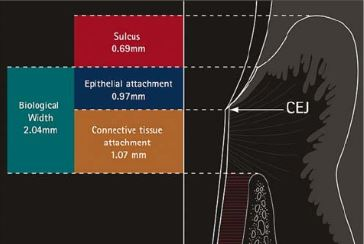 Sulcus
0.69mm
Epithelial attachment
0.97mm
Biological
Width
2.04mm
Connective tissue
attachment
1.07 mm
CEJ